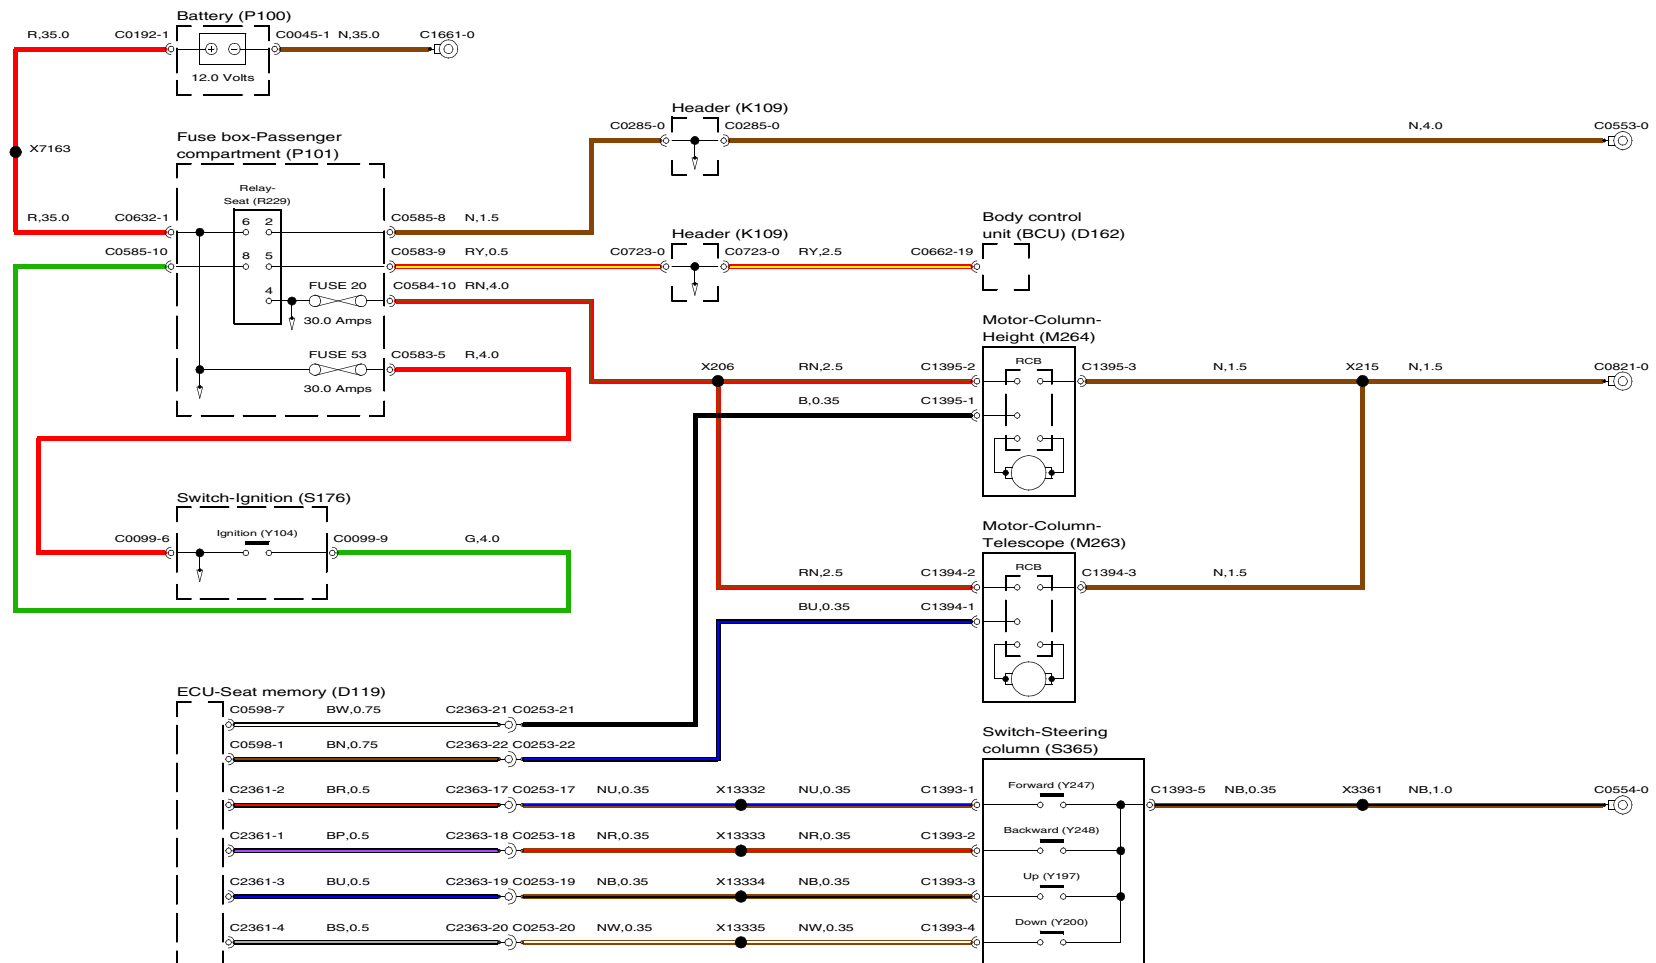 Battery (P100)
R,35.0 C0192-1 C0045-1 N,35.0 C1661-0
12.0 Volts
Header (K109)
C0285-0 C0285-0 N,4.0 C0553-0
X7163
Fuse box-Passenger
compartment (P101)
Relay-
Seat (R229)
R,35.0 C0632-1 6 2 C0585-8 N,1.5
Body control
unit (BCU) (D162)
Header (K109)
C0585-10 8 5 C0583-9 RY,0.5 C0723-0 C0723-0 RY,2.5 C0662-19
4 FUSE 20 C0584-10 RN,4.0
30.0 Amps
Motor-Column-
Height (M264)
FUSE 53 C0583-5 R,4.0
30.0 Amps
RCB
X206 RN,2.5 C1395-2 C1395-3 N,1.5 X215 N,1.5 C0821-0
B,0.35 C1395-1
Switch-Ignition (S176)
Ignition (Y104)
C0099-6 C0099-9 G,4.0
Motor-Column-
Telescope (M263)
RCB
RN,2.5 C1394-2 C1394-3 N,1.5
BU,0.35 C1394-1
ECU-Seat memory (D119)
C0598-7 BW,0.75 C2363-21 C0253-21
C0598-1 BN,0.75 C2363-22 C0253-22
Switch-Steering
column (S365)
C2361-2 BR,0.5 C2363-17 C0253-17 NU,0.35 X13332 NU,0.35 C1393-1 Forward (Y247) C1393-5 NB,0.35 X3361 NB,1.0 C0554-0
C2361-1 BP,0.5 C2363-18 C0253-18 NR,0.35 X13333 NR,0.35 C1393-2 Backward (Y248)
C2361-3 BU,0.5 C2363-19 C0253-19 NB,0.35 X13334 NB,0.35 C1393-3 Up (Y197)
C2361-4 BS,0.5 C2363-20 C0253-20 NW,0.35 X13335 NW,0.35 C1393-4 Down (Y200)